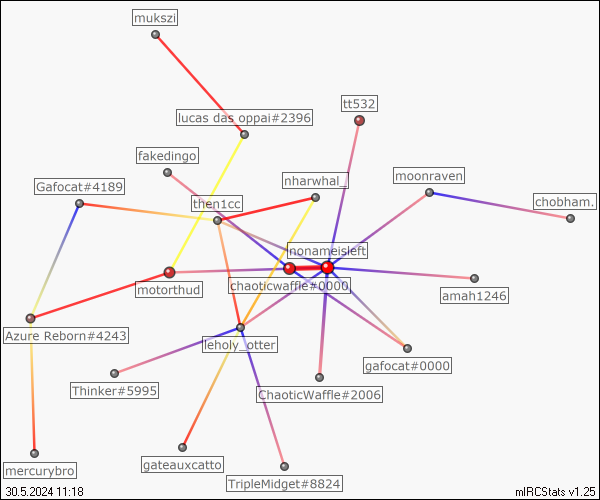 mukszi
tt532
lucas das oppai#2396
fakedingo
nharwhal_
moonraven
Gafocat#4189
chobham.
then1cc
nonameisleft
motorthud
chaoticwaffle#0000
amah1246
Azure Reborn#4243
leholy_otter
gafocat#0000
Thinker#5995
ChaoticWaffle#2006
mercurybro
gateauxcatto
TripleMidget#8824
30.5.2024 11:18
mIRCStats v1.25